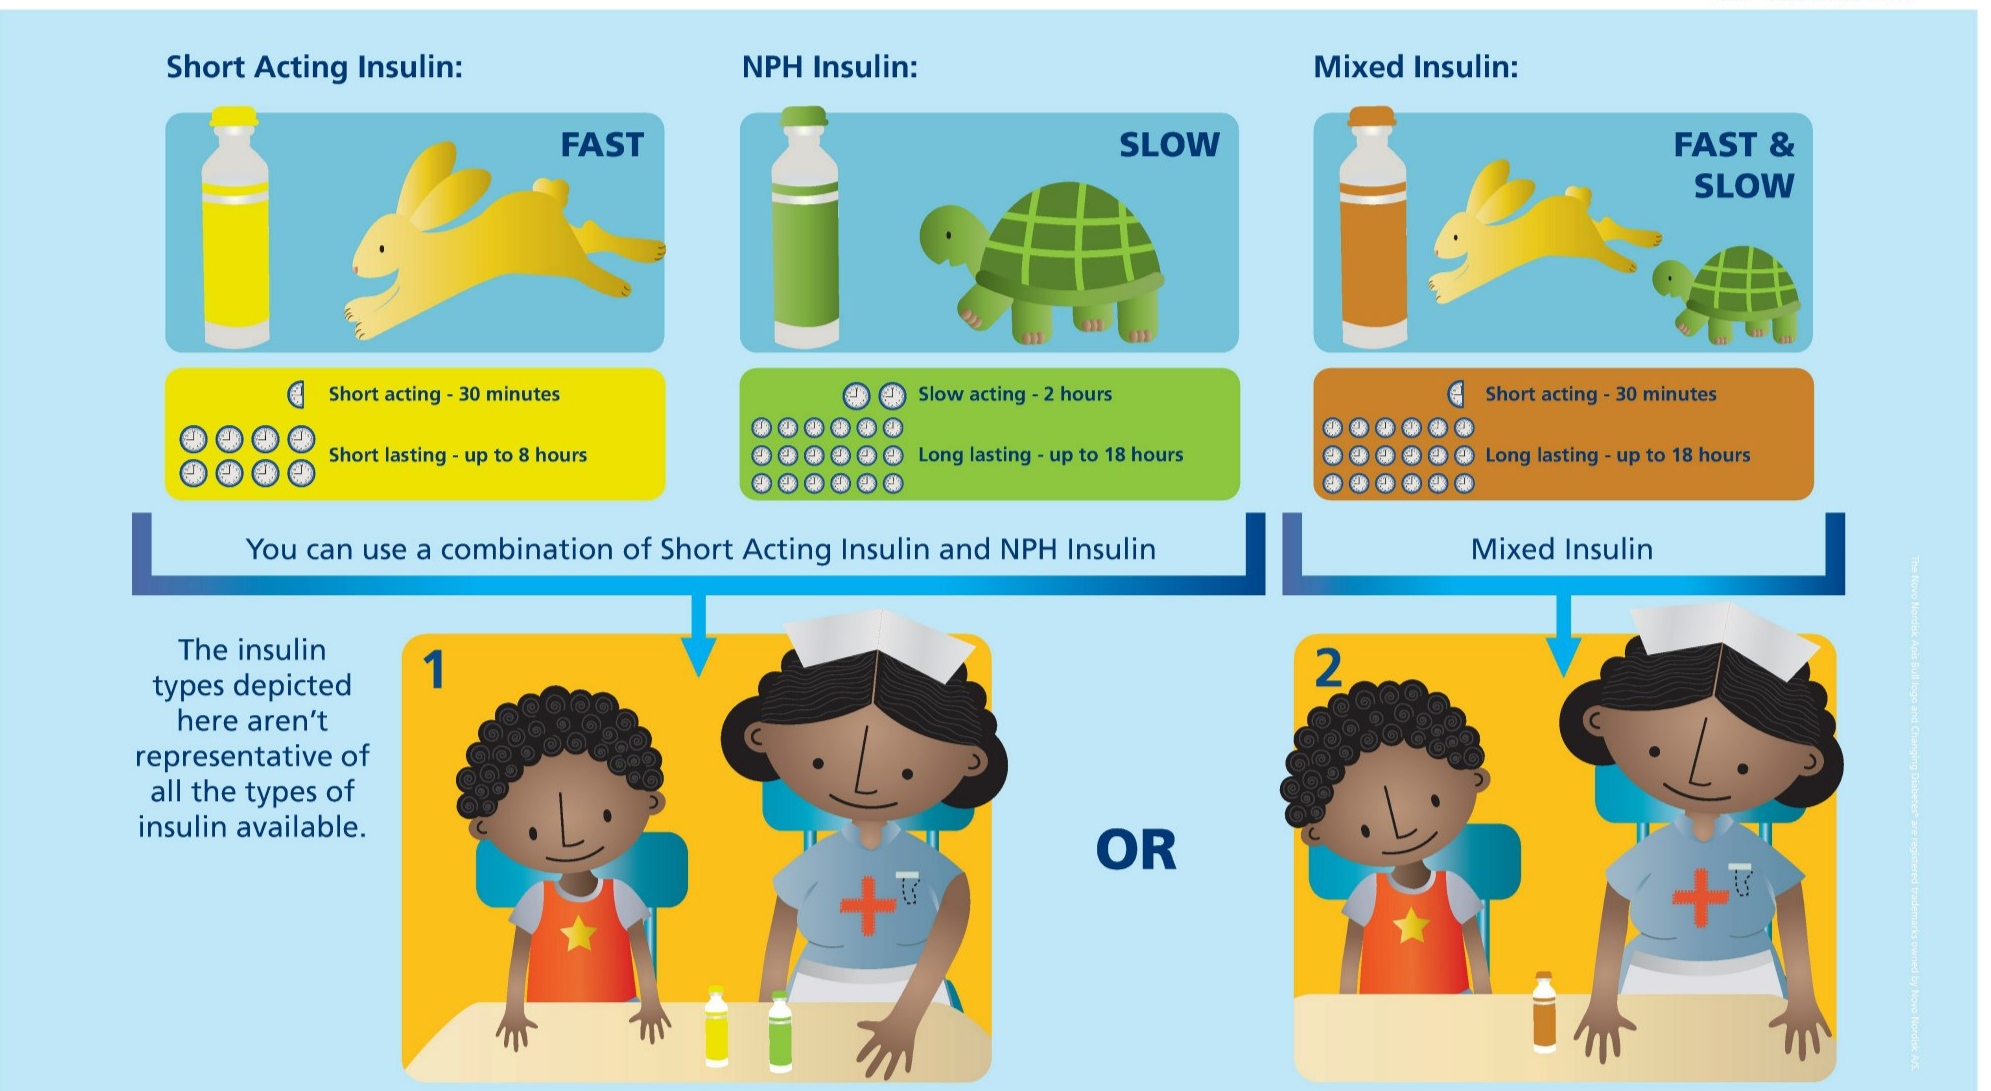 Short Acting Insulin:
FAST
Short acting - 30 minutes
Short lasting - up to 8 hours
NPH Insulin:
SLOW
Slow acting - 2 hours
Long lasting - up to 18 hours
Mixed Insulin:
FAST &
SLOW
Short acting - 30 minutes
Long lasting - up to 18 hours
You can use a combination of Short Acting Insulin and NPH Insulin
Mixed Insulin
The insulin
types depicted
here aren't
representative of
all the types of
insulin available.
1
OR
2
The Novo Nordisk Apis Bull logo and Changing Diabetes® are registered trademarks owned by Novo Nordisk A/S.